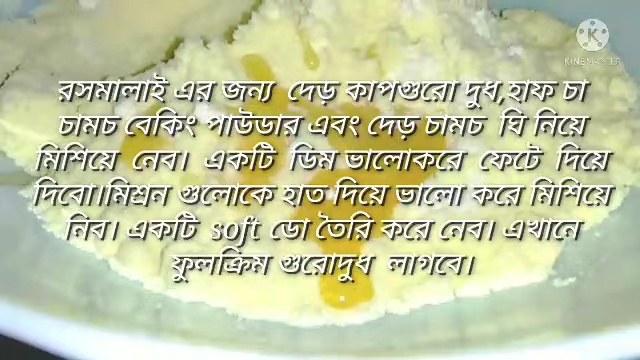 KINEMASTER
রসমালাই এর জন্য দেড় কাপগুরো দুধ,হাফ চা
চামচ বেকিং পাউডার এবং দেড় চামচ ঘি নিয়ে
মিশিয়ে নেব। একটি ডিম ভালোকরে ফেটে দিয়ে
দিবো।মিশ্রন গুলোকে হাত দিয়ে ভালো করে মিশিয়ে
নিব। একটি soft ডো তৈরি করে নেব। এখানে
ফুলক্রিম গুরোদুধ লাগবে।